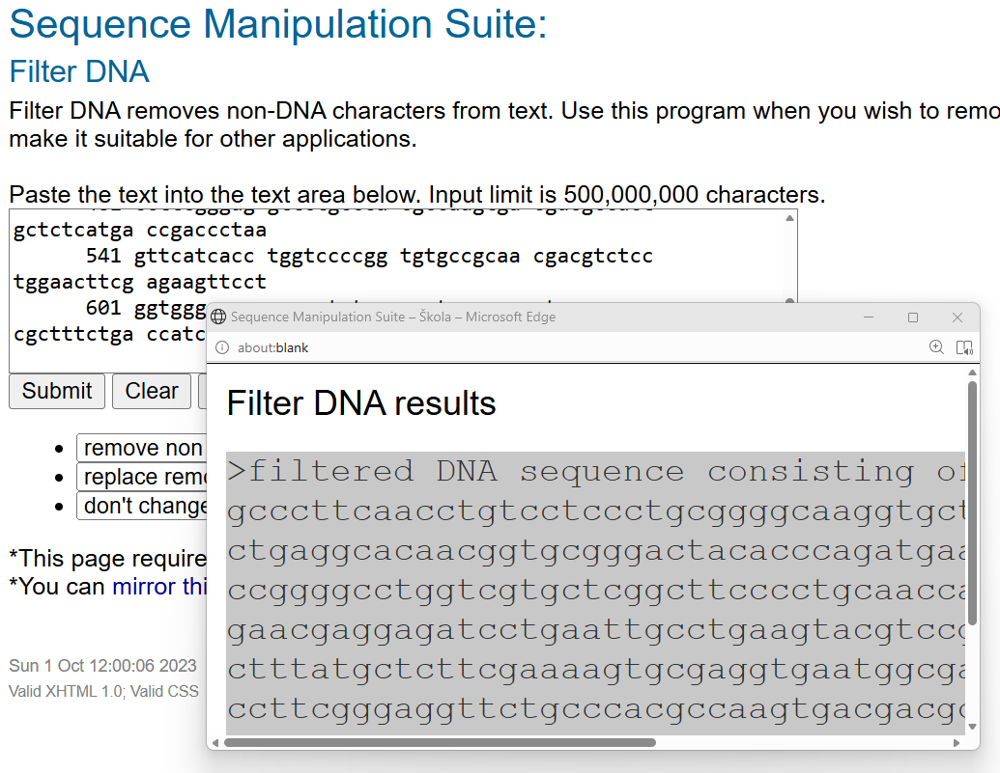 Sequence Manipulation Suite:
Filter DNA
Filter DNA removes non-DNA characters from text. Use this program when you wish to remo
make it suitable for other applications.
Paste the text into the text area below. Input limit is 500,000,000 characters.
gctctcatga ccgaccctaa
541 gttcatcacc tggtccccgg tgtgccgcaa cgacgtctcc
tggaacttcg agaagttcct
601 ggtggg
cgctttctga ccatc
Submit Clear
remove non
replace remo
don't change
*This page require
*You can mirror thi
Sun 1 Oct 12:00:06 2023
Valid XHTML 1.0; Valid CSS
Sequence Manipulation Suite – Škola – Microsoft Edge
about:blank
Filter DNA results
>filtered DNA sequence consisting of
gcccttcaacctgtcctccctgcggggcaaggtgct
ctgaggcacaacggtgcgggactacacccagatgaa
ccggggcctggtcgtgctcggcttcccctgcaacca
gaacgaggagatcctgaattgcctgaagtacgtccg
ctttatgctcttcgaaaagtgcgaggtgaatggcga
ccttcgggaggttctgcccacgccaagtgacgacgc